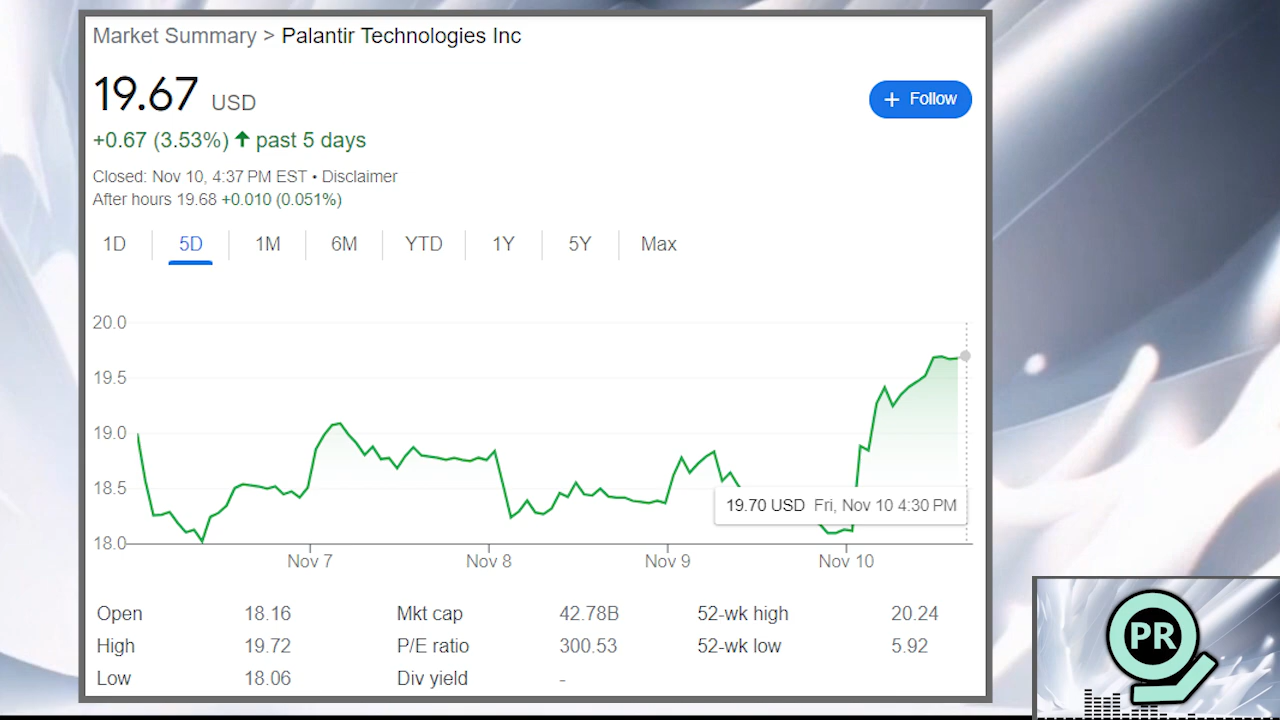 Market Summary > Palantir Technologies Inc
19.67 USD
+ Follow
+0.67 (3.53%) ↑ past 5 days
Closed: Nov 10, 4:37 PM EST • Disclaimer
After hours 19.68 +0.010 (0.051%)
1D 5D 1M 6M YTD 1Y 5Y Max
20.0
19.5
19.0
18.5
18.0
19.70 USD Fri, Nov 10 4:30 PM
Nov 7 Nov 8 Nov 9 Nov 10
Open 18.16 Mkt cap 42.78B 52-wk high 20.24
High 19.72 P/E ratio 300.53 52-wk low 5.92
Low 18.06 Div yield -
PR